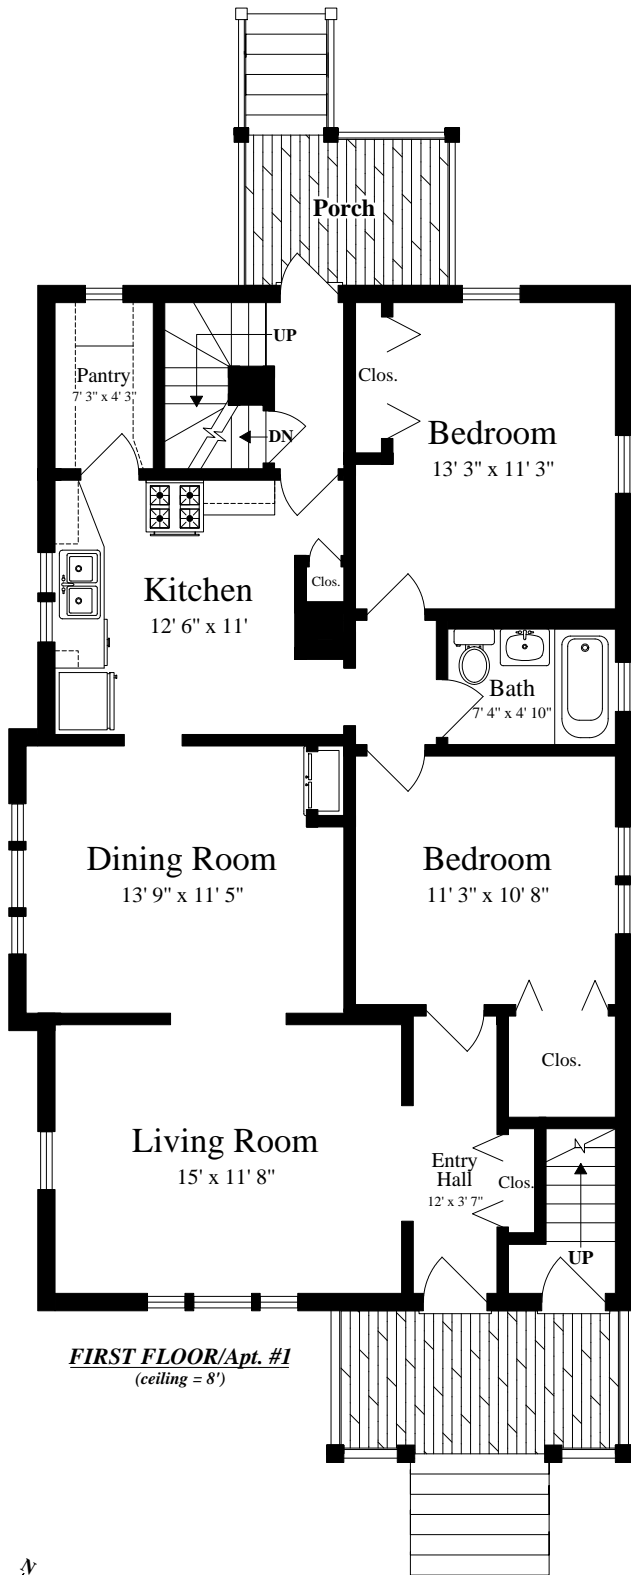 Porch
UP
Pantry
7' 3" x 4' 3"
Clos.
DN
Bedroom
13' 3" x 11' 3"
Kitchen
12' 6" x 11'
Clos.
Bath
7' 4" x 4' 10"
Dining Room
13' 9" x 11' 5"
Bedroom
11' 3" x 10' 8"
Clos.
Living Room
15' x 11' 8"
Entry
Hall
12' x 3' 7"
Clos.
UP
FIRST FLOOR/Apt. #1
(ceiling = 8')
N